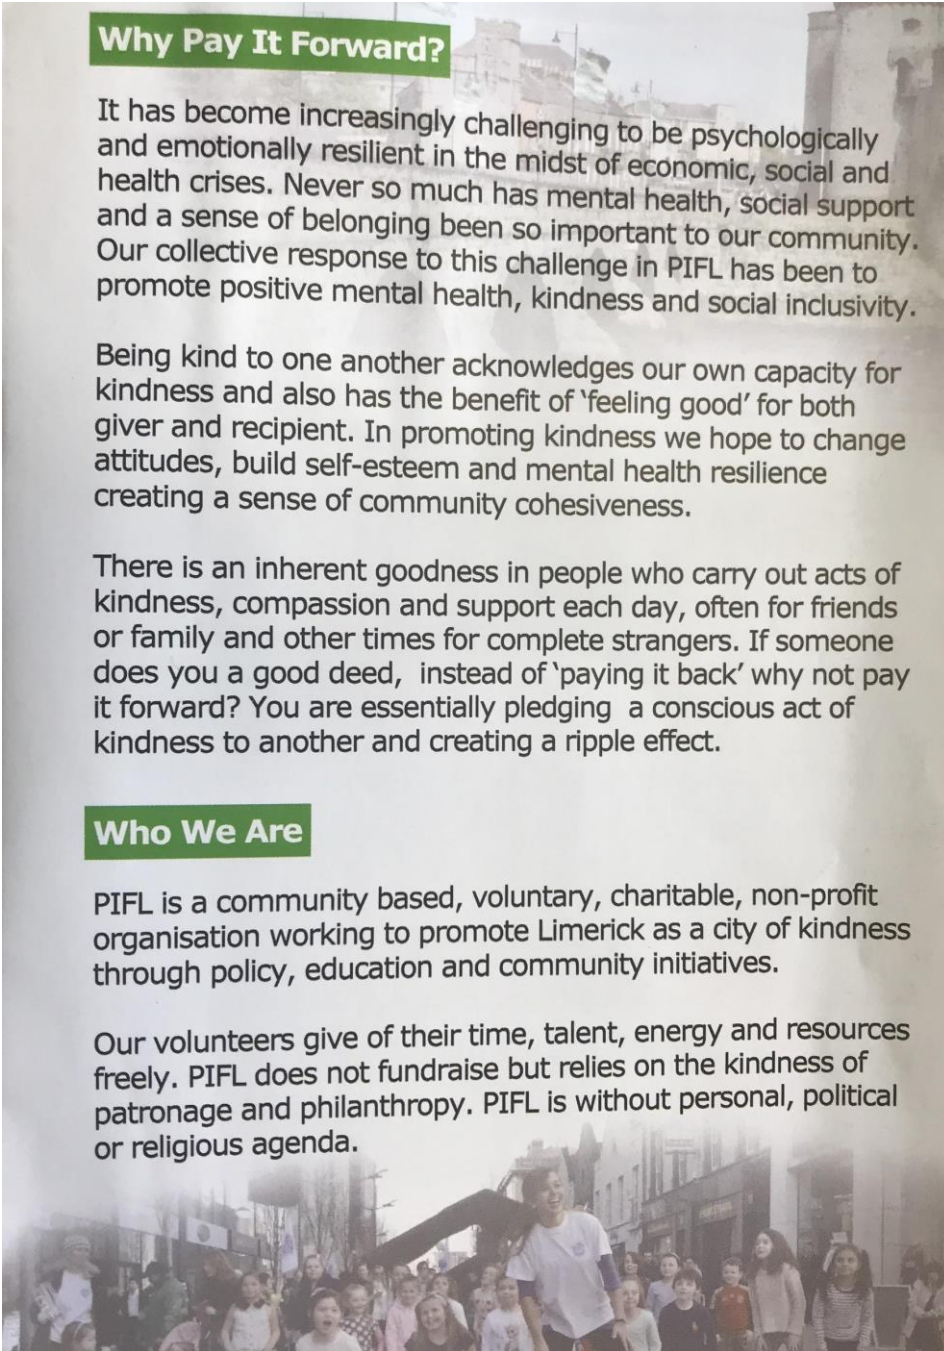 Why Pay It Forward?
It has become increasingly challenging to be psychologically
and emotionally resilient in the midst of economic, social and
health crises. Never so much has mental health, social support
and a sense of belonging been so important to our community.
Our collective response to this challenge in PIFL has been to
promote positive mental health, kindness and social inclusivity.
Being kind to one another acknowledges our own capacity for
kindness and also has the benefit of ‘feeling good’ for both
giver and recipient. In promoting kindness we hope to change
attitudes, build self-esteem and mental health resilience
creating a sense of community cohesiveness.
There is an inherent goodness in people who carry out acts of
kindness, compassion and support each day, often for friends
or family and other times for complete strangers. If someone
does you a good deed,  instead of ‘paying it back’ why not pay
it forward? You are essentially pledging  a conscious act of
kindness to another and creating a ripple effect.
Who We Are
PIFL is a community based, voluntary, charitable, non-profit
organisation working to promote Limerick as a city of kindness
through policy, education and community initiatives.
Our volunteers give of their time, talent, energy and resources
freely. PIFL does not fundraise but relies on the kindness of
patronage and philanthropy. PIFL is without personal, political
or religious agenda.